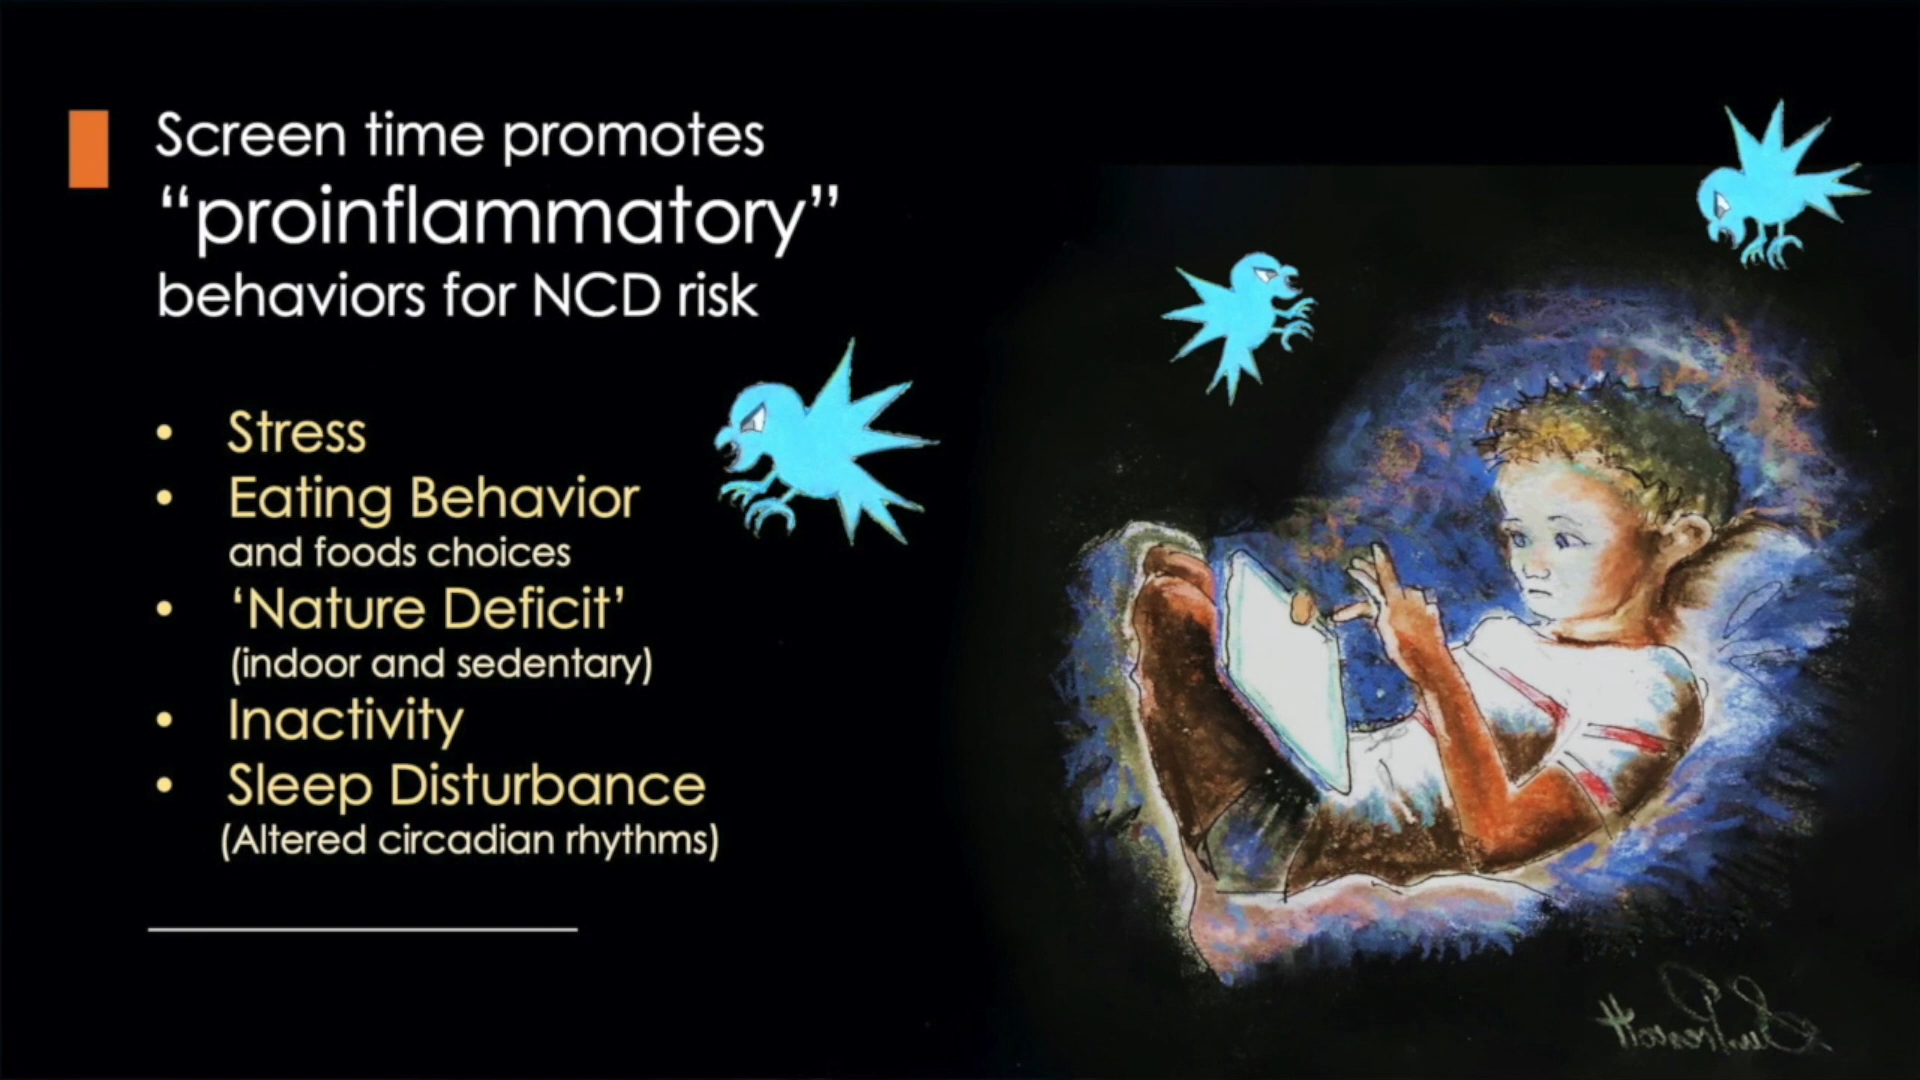 Screen time promotes
“proinflammatory”
behaviors for NCD risk
• Stress
• Eating Behavior
and foods choices
• ‘Nature Deficit’
(indoor and sedentary)
• Inactivity
• Sleep Disturbance
(Altered circadian rhythms)